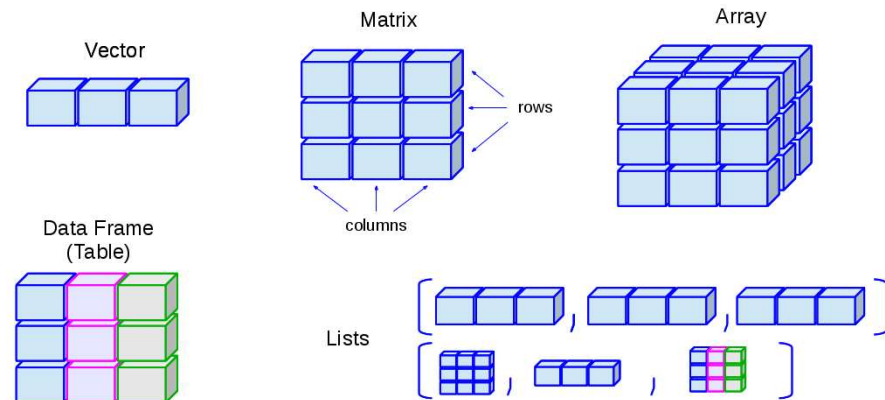 Vector
Matrix
Array
rows
columns
Data Frame
(Table)
Lists